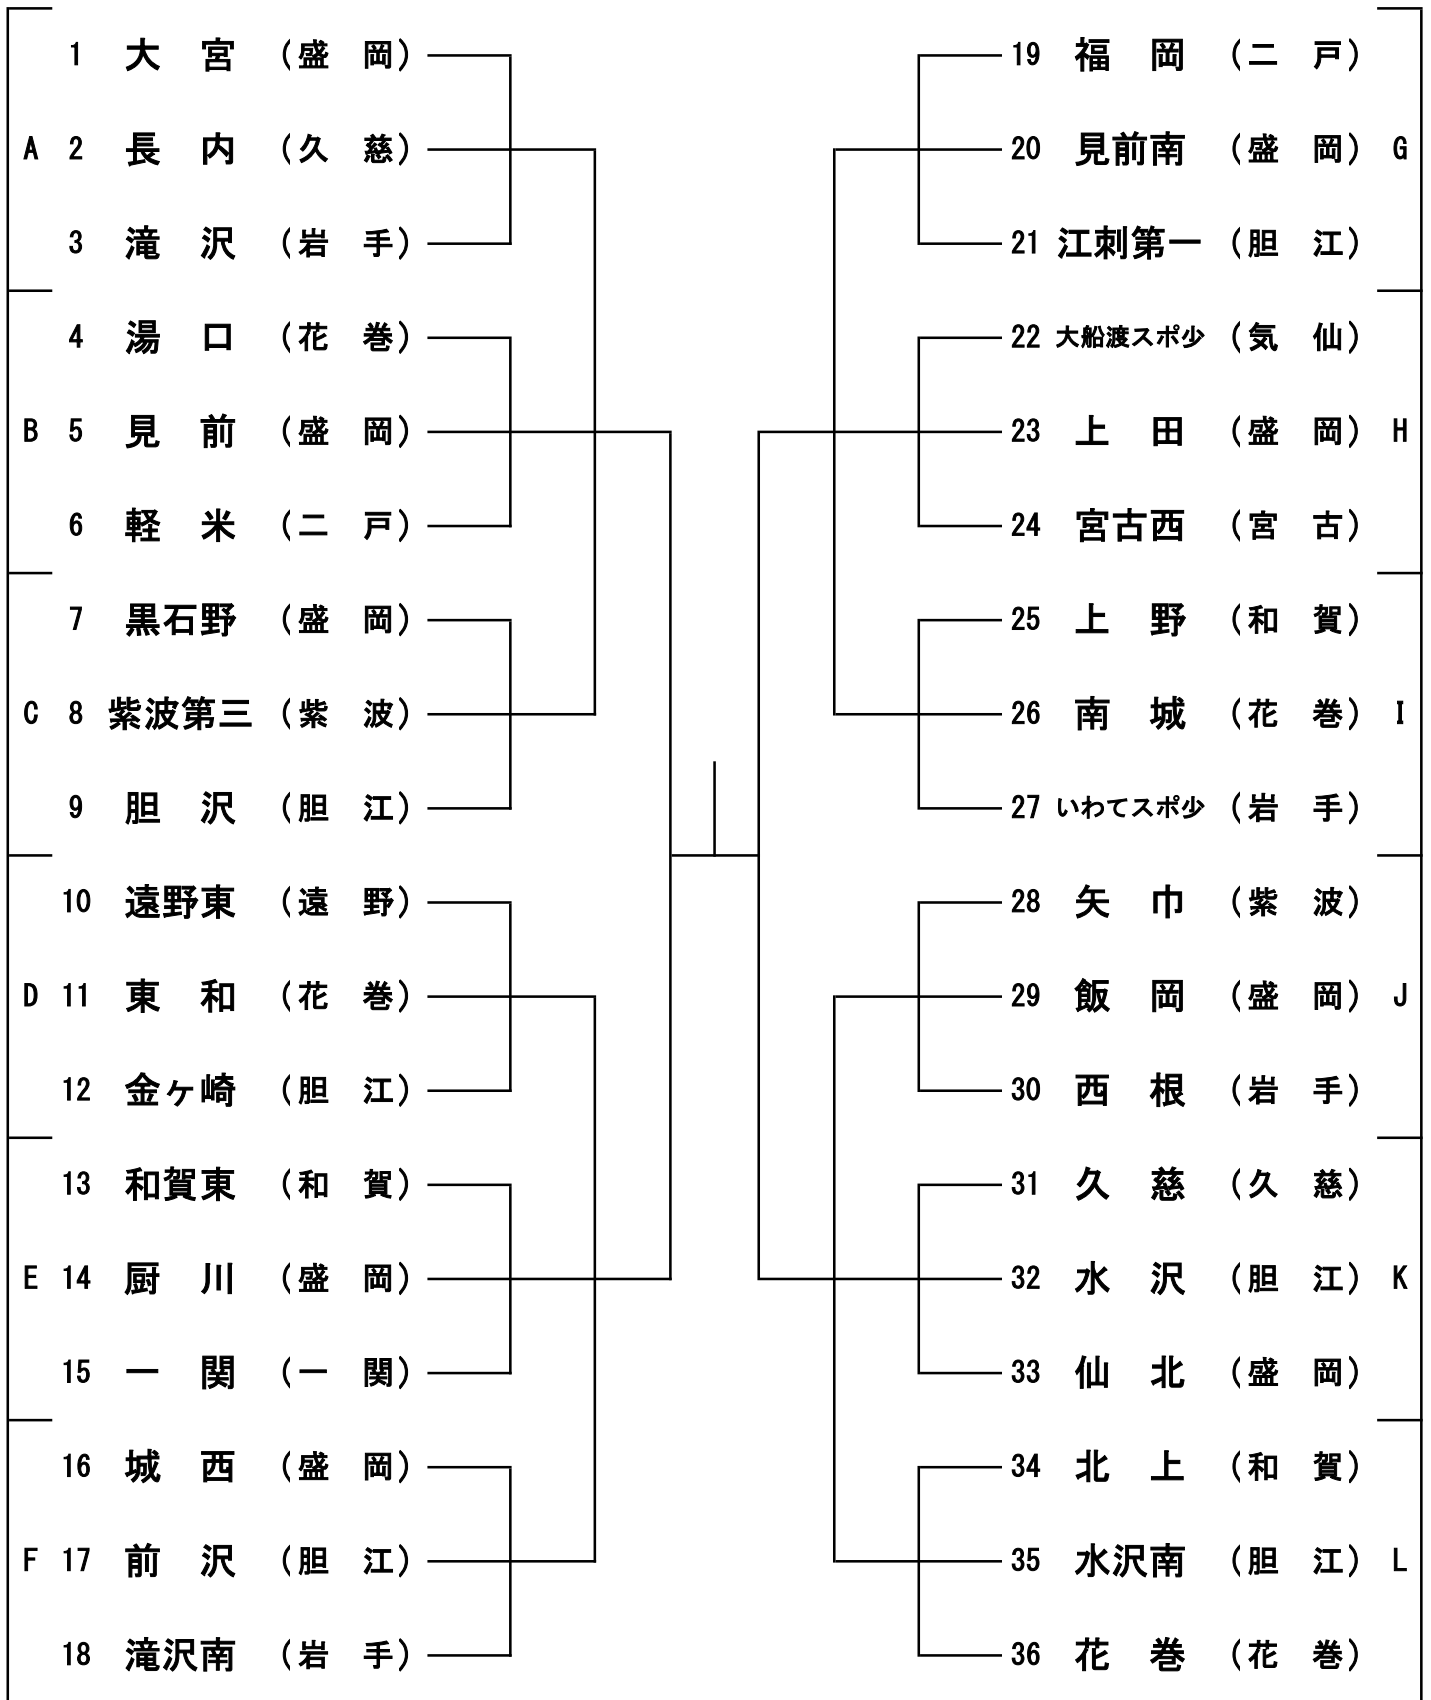 1 大宮 (盛岡)
A 2 長内 (久慈)
3 滝沢 (岩手)
4 湯口 (花巻)
B 5 見前 (盛岡)
6 軽米 (二戸)
7 黒石野 (盛岡)
C 8 紫波第三 (紫波)
9 胆沢 (胆江)
10 遠野東 (遠野)
D 11 東和 (花巻)
12 金ヶ崎 (胆江)
13 和賀東 (和賀)
E 14 厨川 (盛岡)
15 一関 (一関)
16 城西 (盛岡)
F 17 前沢 (胆江)
18 滝沢南 (岩手)
19 福岡 (二戸)
20 見前南 (盛岡) G
21 江刺第一 (胆江)
22 大船渡スポ少 (気仙)
23 上田 (盛岡) H
24 宮古西 (宮古)
25 上野 (和賀)
26 南城 (花巻) I
27 いわてスポ少 (岩手)
28 矢巾 (紫波)
29 飯岡 (盛岡) J
30 西根 (岩手)
31 久慈 (久慈)
32 水沢 (胆江) K
33 仙北 (盛岡)
34 北上 (和賀)
35 水沢南 (胆江) L
36 花巻 (花巻)